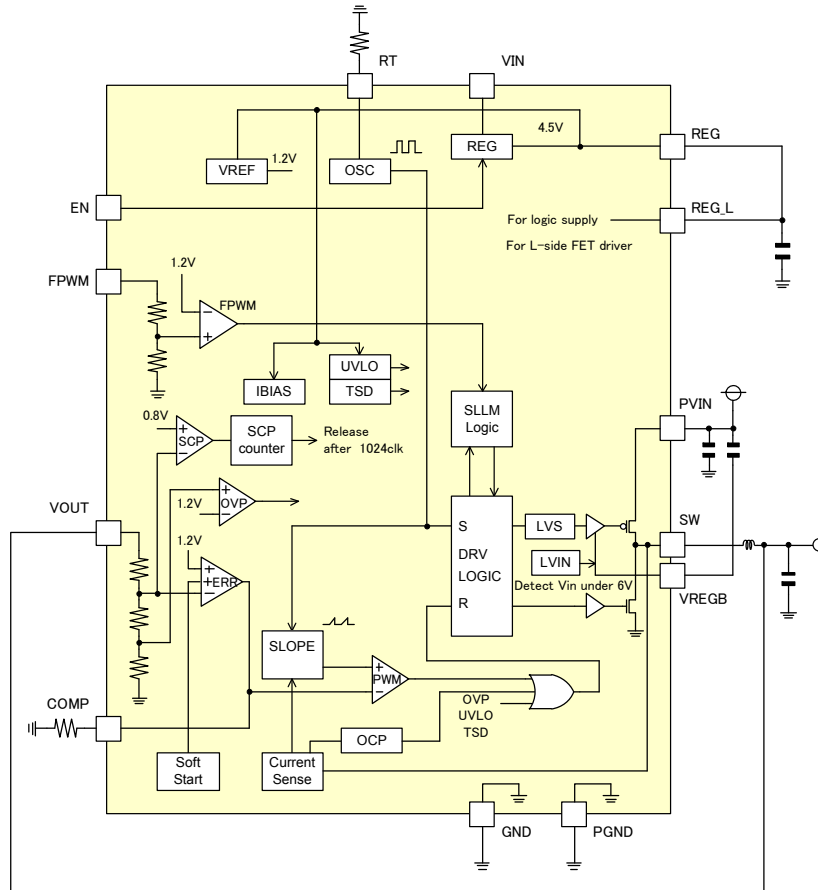 RT
VIN
4.5V
REG
VREF
1.2V
OSC
REG
EN
REG_L
For logic supply
For L-side FET driver
FPWM
1.2V
FPWM
UVLO
TSD
IBIAS
SLLM
Logic
PVIN
0.8V
SCP
SCP
counter
Release
after 1024clk
VOUT
1.2V
OVP
SW
S
LVS
DRV
LOGIC
LVIN
1.2V
ERR
Detect Vin under 6V
VREGB
R
SLOPE
PWM
COMP
OVP
UVLO
TSD
OCP
Soft
Start
Current
Sense
GND
PGND